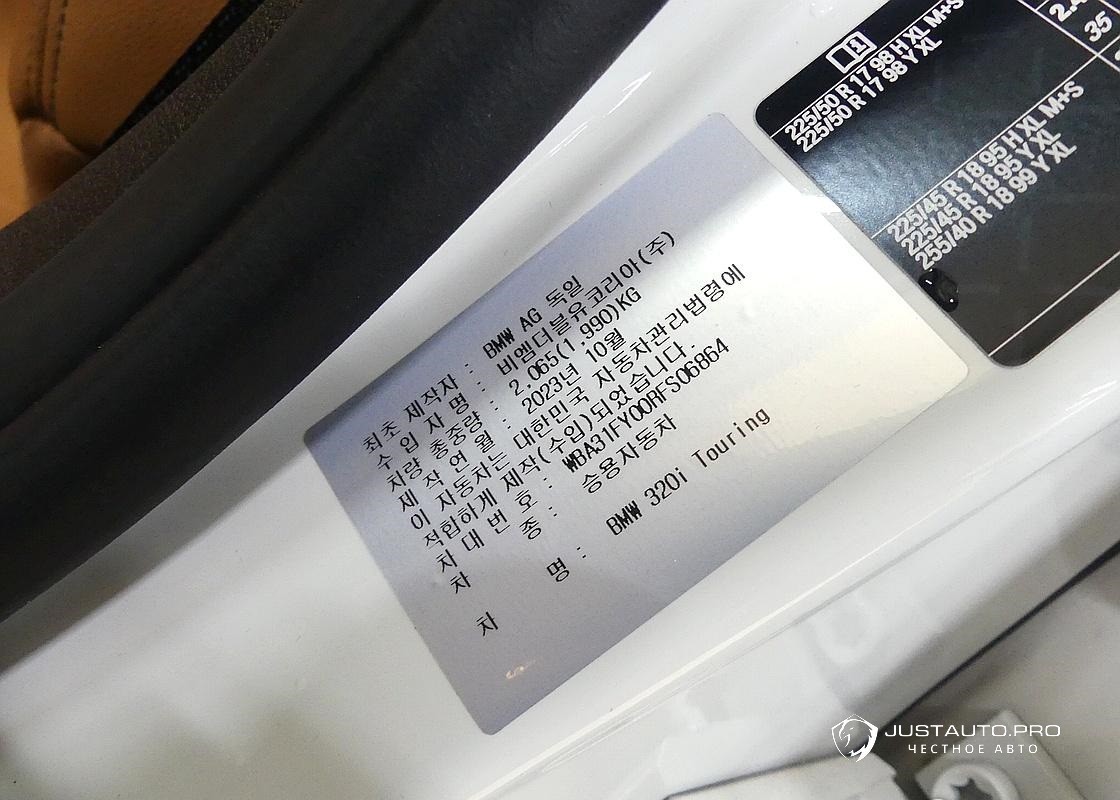 최초 제작자 : BMW AG 독일
수 입 자 명 : 비엠더블유코리아(주)
차량 총중량 : 2,065(1,990)KG
제 작 연 월 : 2023년 10월
이 자동차는 대한민국 자동차관리법령에
적합하게 제작(수입)되었습니다.
차 대 번 호 : WBA31FY00RFS06864
차 종 : 승용자동차
차 명 : BMW 320i Touring
225/50 R 17 98 H XL M+S
225/50 R 17 98 Y XL
225/45 R 18 95 H XL M+S
225/45 R 18 95 Y XL
255/40 R 18 99 Y XL
35
JUSTAUTO.PRO
ЧЕСТНОЕ АВТО